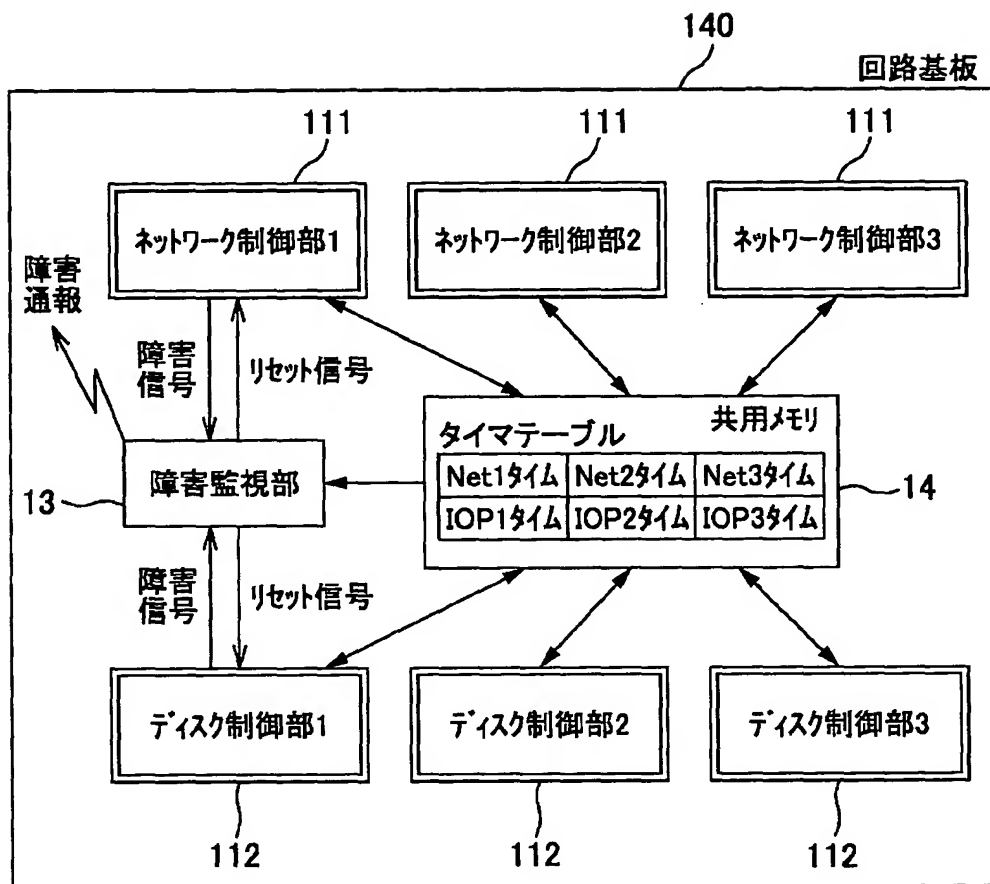 140
回路基板
111
111
111
ネットワーク制御部1
ネットワーク制御部2
ネットワーク制御部3
障害
通報
障害
信号
リセット信号
共用メモリ
タイマテーブル
Net1タイム
Net2タイム
Net3タイム
IOP1タイム
IOP2タイム
IOP3タイム
14
障害監視部
13
障害
信号
リセット信号
ディスク制御部1
ディスク制御部2
ディスク制御部3
112
112
112